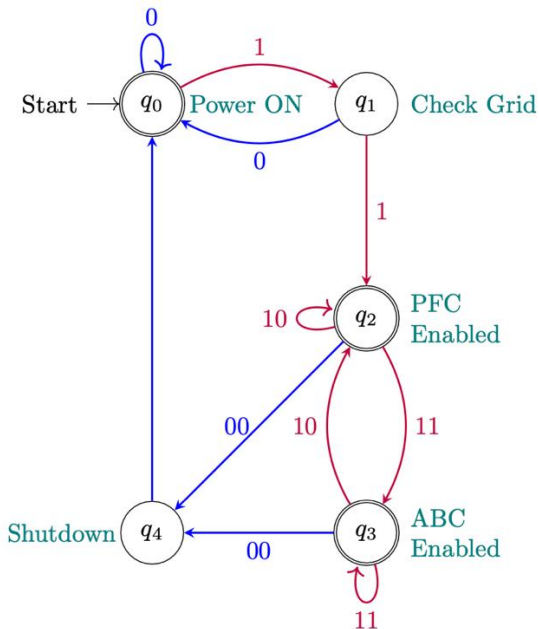 0
1
Start
q0
Power ON
q1
Check Grid
0
1
10
q2
PFC
Enabled
00
10
11
Shutdown
q4
00
q3
ABC
Enabled
11